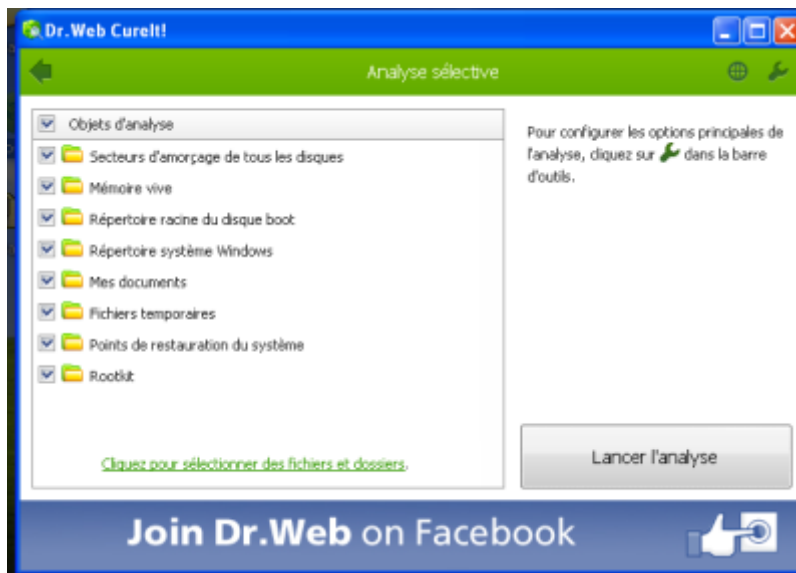 Dr.Web CureIt!
Analyse sélective
Objets d'analyse
Secteurs d'amorçage de tous les disques
Mémoire vive
Répertoire racine du disque boot
Répertoire système Windows
Mes documents
Fichiers temporaires
Points de restauration du système
Rootkit
Cliquez pour sélectionner des fichiers et dossiers.
Pour configurer les options principales de
l'analyse, cliquez sur dans la barre
d'outils.
Lancer l'analyse
Join Dr.Web on Facebook